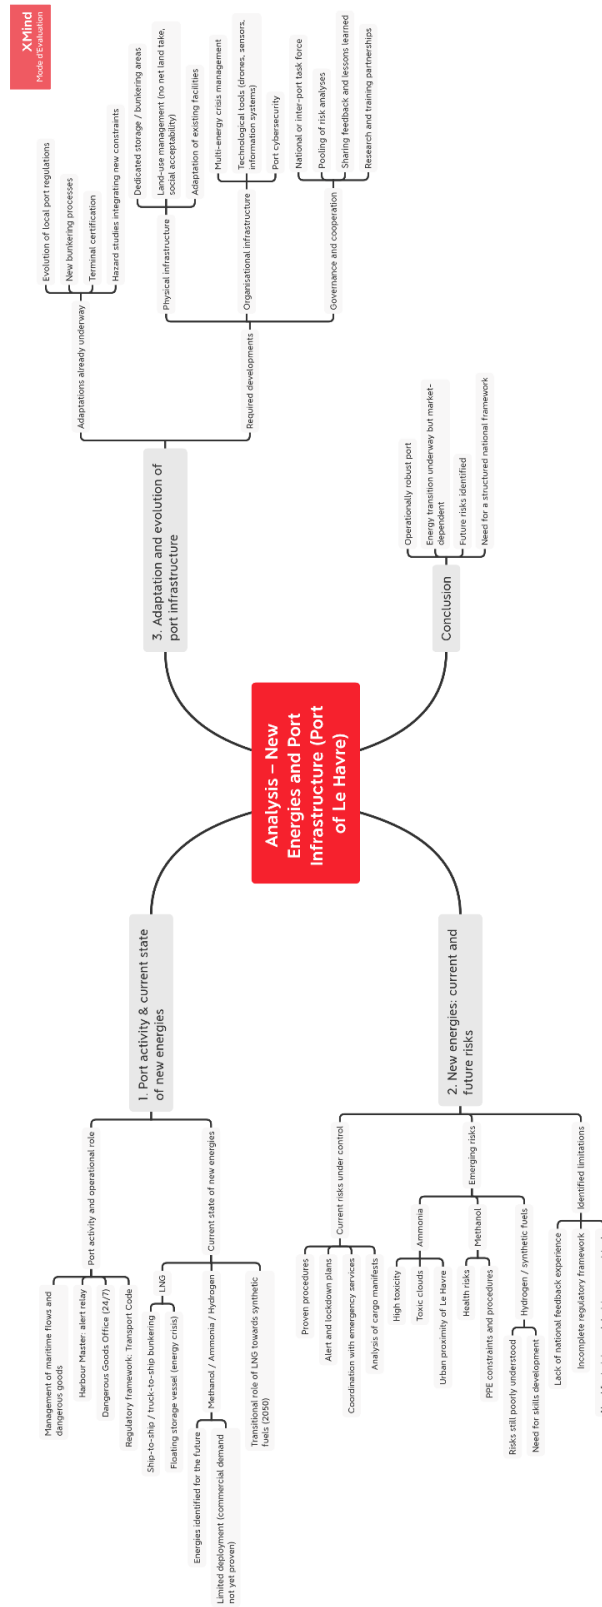 XMind
Mode d'Evaluation
Analysis – New
Energies and Port
Infrastructure (Port
of Le Havre)
1. Port activity & current state
of new energies
Port activity and operational role
Management of maritime flows and
dangerous goods
Harbour Master: alert relay
Dangerous Goods Office (24/7)
Regulatory framework: Transport Code
Current state of new energies
LNG
Ship-to-ship / truck-to-ship bunkering
Floating storage vessel (energy crisis)
Methanol / Ammonia / Hydrogen
Energies identified for the future
Limited deployment (commercial demand
not yet proven)
Transitional role of LNG towards synthetic
fuels (2050)
2. New energies: current and
future risks
Current risks under control
Proven procedures
Alert and lockdown plans
Coordination with emergency services
Analysis of cargo manifests
Emerging risks
Ammonia
High toxicity
Toxic clouds
Urban proximity of Le Havre
Methanol
Health risks
PPE constraints and procedures
Hydrogen / synthetic fuels
Risks still poorly understood
Need for skills development
Identified limitations
Lack of national feedback experience
Incomplete regulatory framework
3. Adaptation and evolution of
port infrastructure
Adaptations already underway
Evolution of local port regulations
New bunkering processes
Terminal certification
Hazard studies integrating new constraints
Required developments
Physical infrastructure
Dedicated storage / bunkering areas
Land-use management (no net land take,
social acceptability)
Adaptation of existing facilities
Organisational infrastructure
Multi-energy crisis management
Technological tools (drones, sensors,
information systems)
Port cybersecurity
Governance and cooperation
National or inter-port task force
Pooling of risk analyses
Sharing feedback and lessons learned
Research and training partnerships
Conclusion
Operationally robust port
Energy transition underway but market-
dependent
Future risks identified
Need for a structured national framework